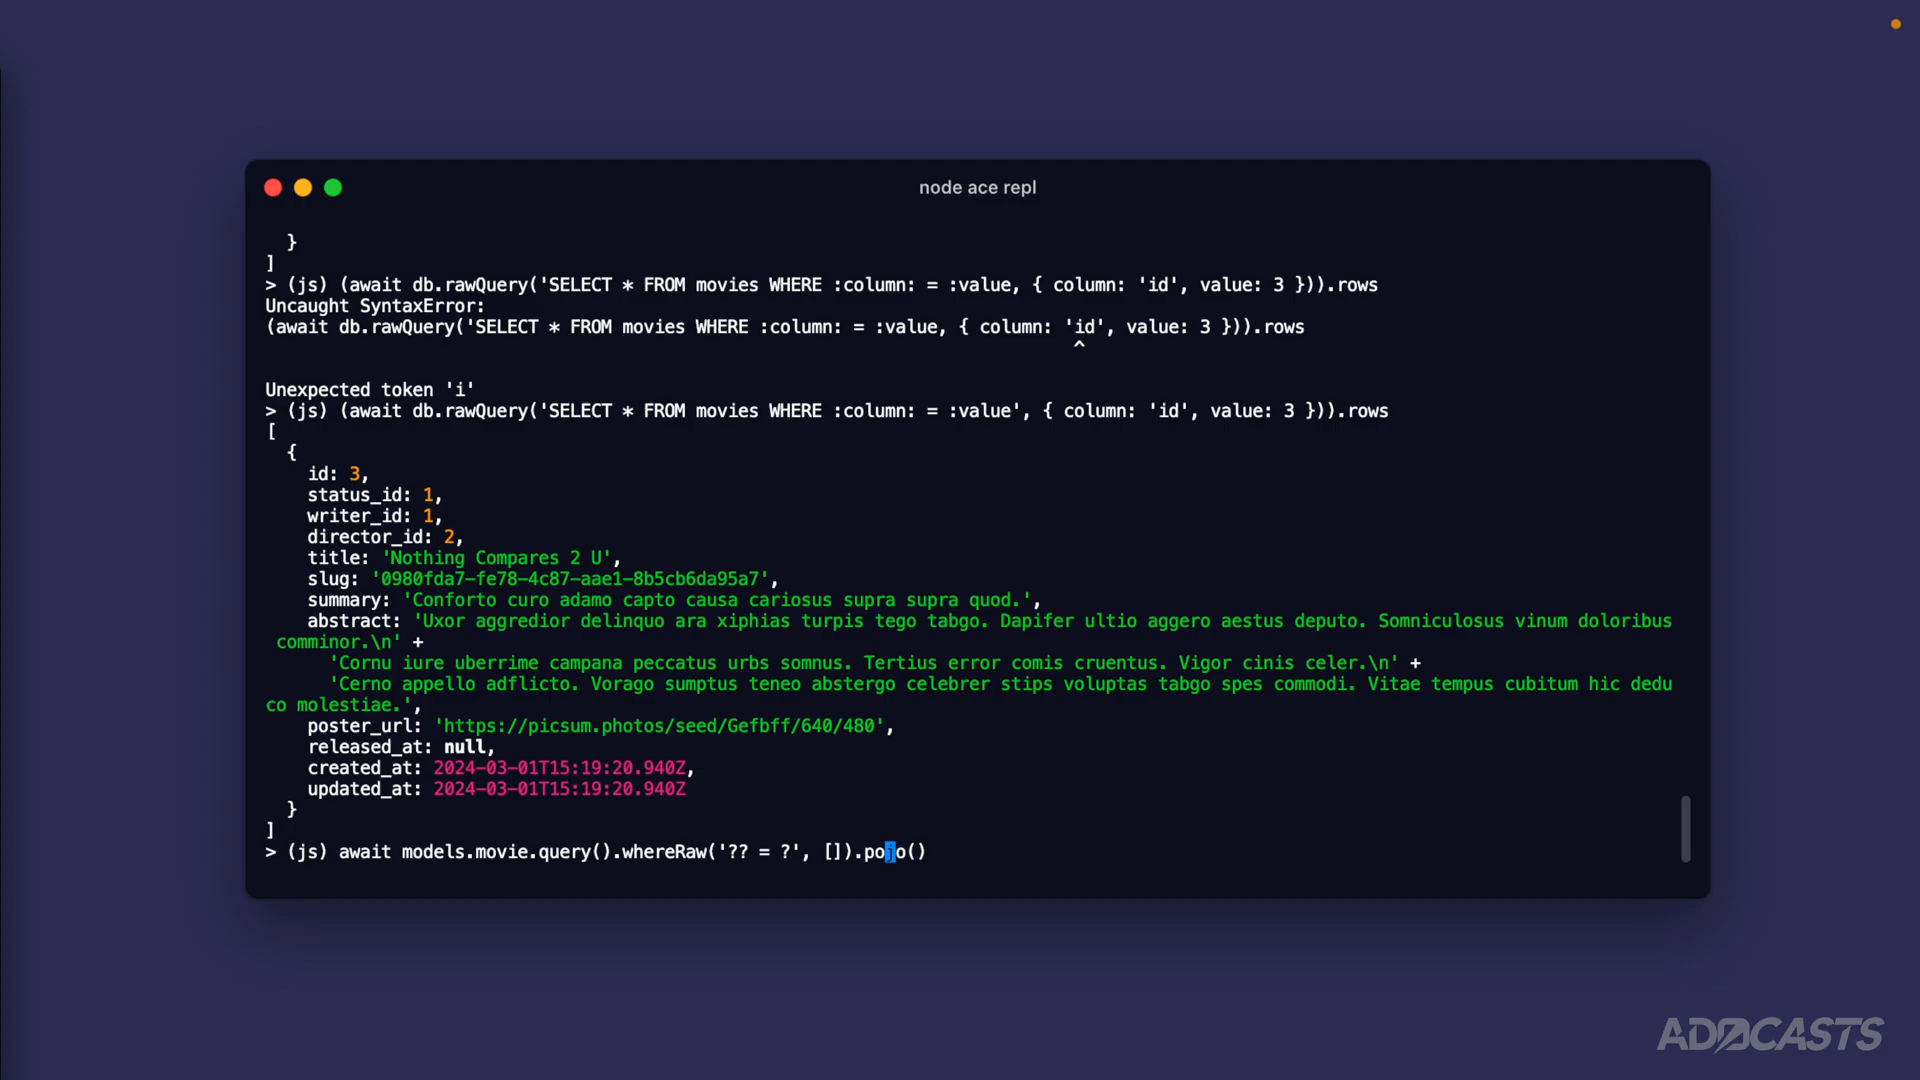 node ace repl
}
]
> (js) (await db.rawQuery('SELECT * FROM movies WHERE :column: = :value, { column: 'id', value: 3 })).rows
Uncaught SyntaxError:
(await db.rawQuery('SELECT * FROM movies WHERE :column: = :value, { column: 'id', value: 3 })).rows
^
Unexpected token 'i'
> (js) (await db.rawQuery('SELECT * FROM movies WHERE :column: = :value', { column: 'id', value: 3 })).rows
[
{
id: 3,
status_id: 1,
writer_id: 1,
director_id: 2,
title: 'Nothing Compares 2 U',
slug: '0980fda7-fe78-4c87-aae1-8b5cb6da95a7',
summary: 'Conforto curo adamo capto causa cariosus supra supra quod.',
abstract: 'Uxor aggredior delinquo ara xiphias turpis tego tabgo. Dapifer ultio aggero aestus deputo. Somniculosus vinum doloribus
comminor.\n' +
'Cornu iure uberrime campana peccatus urbs somnus. Tertius error comis cruentus. Vigor cinis celer.\n' +
'Cerno appello adflicto. Vorago sumptus teneo abstergo celebrer stips voluptas tabgo spes commodi. Vitae tempus cubitum hic dedu
co molestiae.',
poster_url: 'https://picsum.photos/seed/Gefbff/640/480',
released_at: null,
created_at: 2024-03-01T15:19:20.940Z,
updated_at: 2024-03-01T15:19:20.940Z
}
]
> (js) await models.movie.query().whereRaw('?? = ?', []).pojo()
ADOCASTS